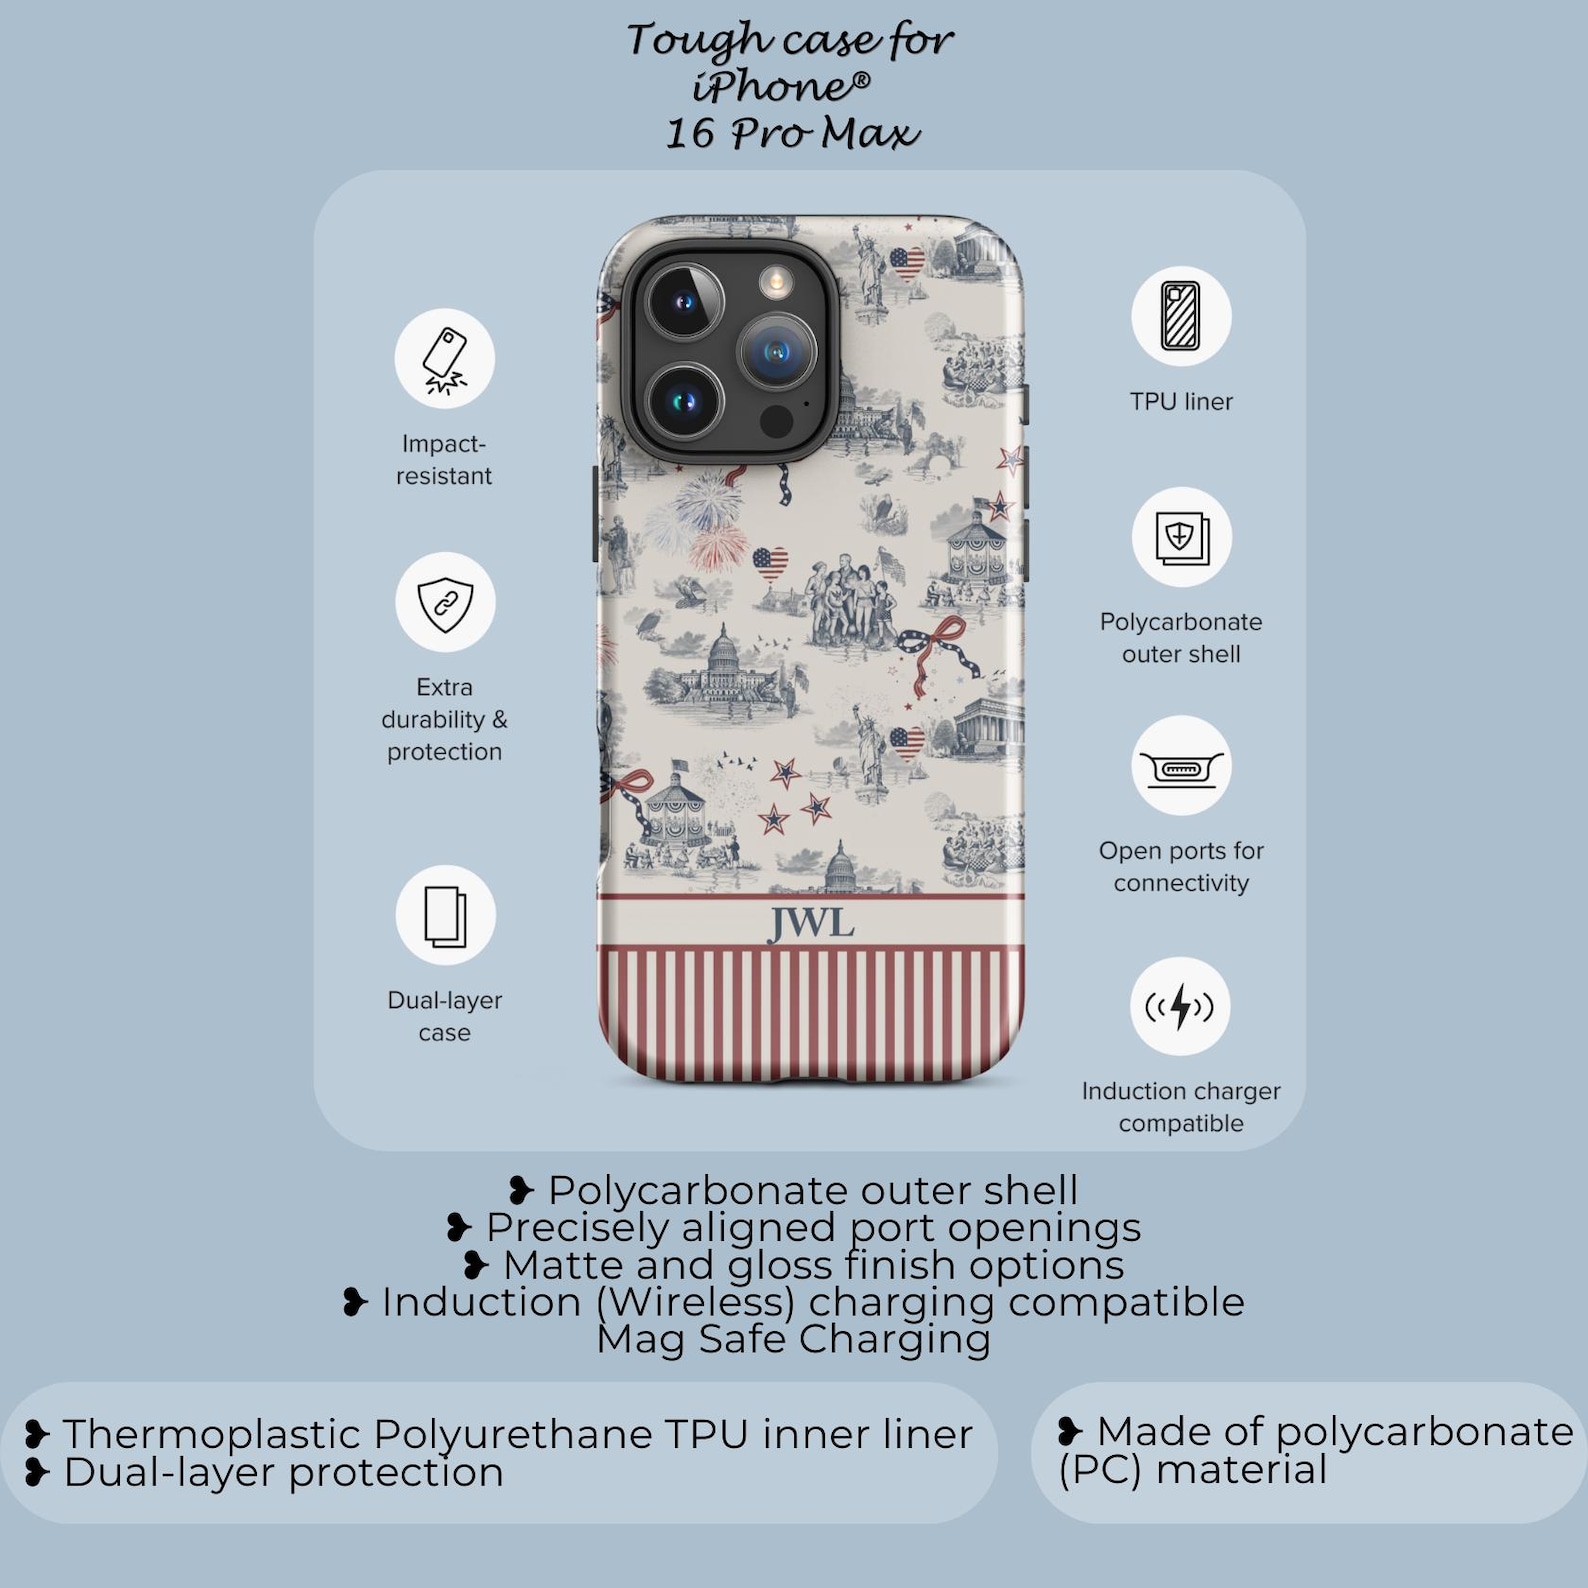 Tough case for
iPhone®
16 Pro Max
Impact-
resistant
Extra
durability &
protection
Dual-layer
case
TPU liner
Polycarbonate
outer shell
Open ports for
connectivity
Induction charger
compatible
JWL
❥ Polycarbonate outer shell
❥ Precisely aligned port openings
❥ Matte and gloss finish options
❥ Induction (Wireless) charging compatible
Mag Safe Charging
❥ Thermoplastic Polyurethane TPU inner liner
❥ Dual-layer protection
❥ Made of polycarbonate
(PC) material